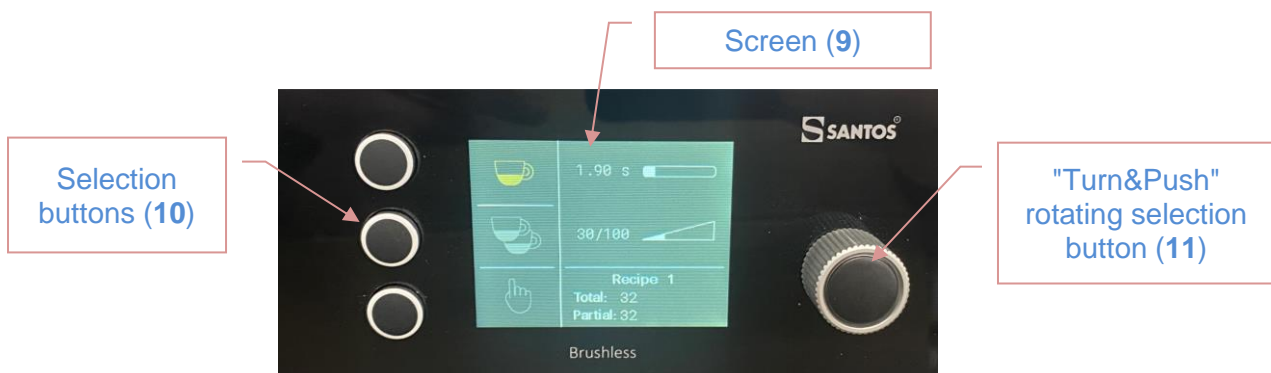 Screen (9)
SANTOS
Selection
buttons (10)
"Turn&Push"
rotating selection
button (11)
1.90 s
30/100
Recipe 1
Total: 32
Partial: 32
Brushless